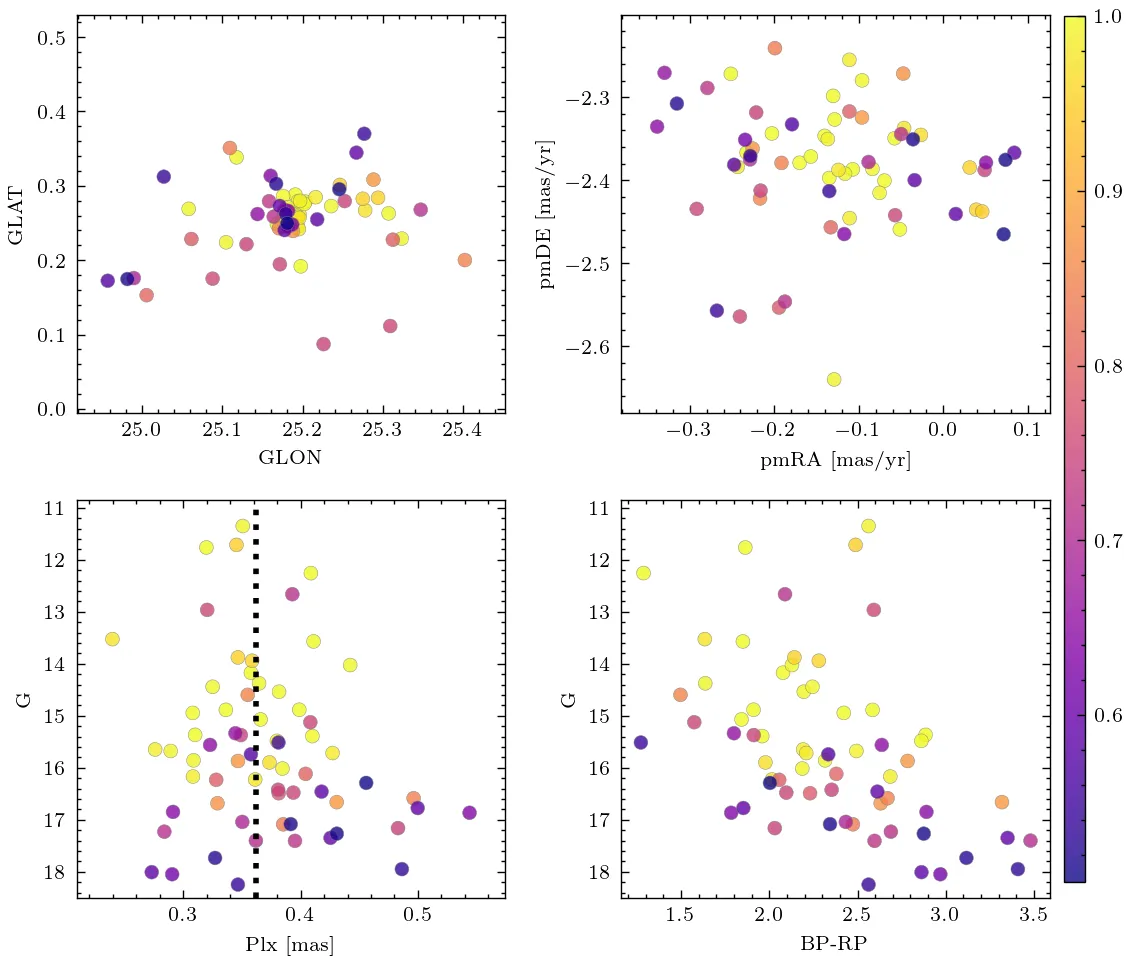 0.5
0.4
0.3
0.2
0.1
0.0
GLAT
25.0 25.1 25.2 25.3 25.4
GLON
−2.3
−2.4
−2.5
−2.6
pmDE [mas/yr]
−0.3 −0.2 −0.1 0.0 0.1
pmRA [mas/yr]
1.0
0.9
0.8
0.7
0.6
11
12
13
14
15
16
17
18
G
0.3 0.4 0.5
Plx [mas]
11
12
13
14
15
16
17
18
G
1.5 2.0 2.5 3.0 3.5
BP-RP